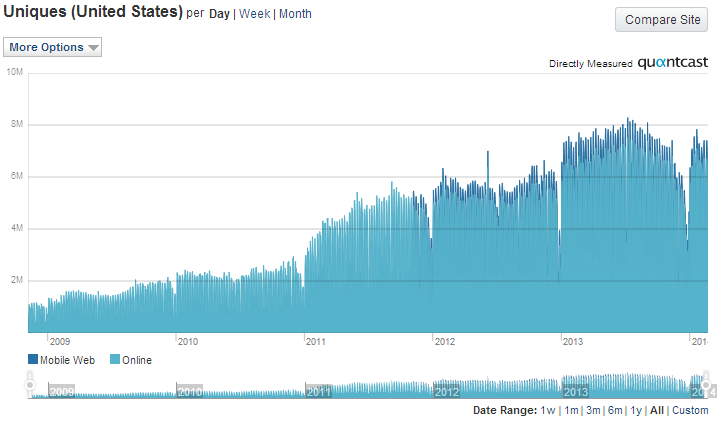 Uniques (United States) per Day | Week | Month
Compare Site
More Options
Directly Measured quantcast
10M
8M
6M
4M
2M
2009 2010 2011 2012 2013 201
Mobile Web Online
2009 2010 2011 2012 2013 2014
Date Range: 1w | 1m | 3m | 6m | 1y | All | Custom